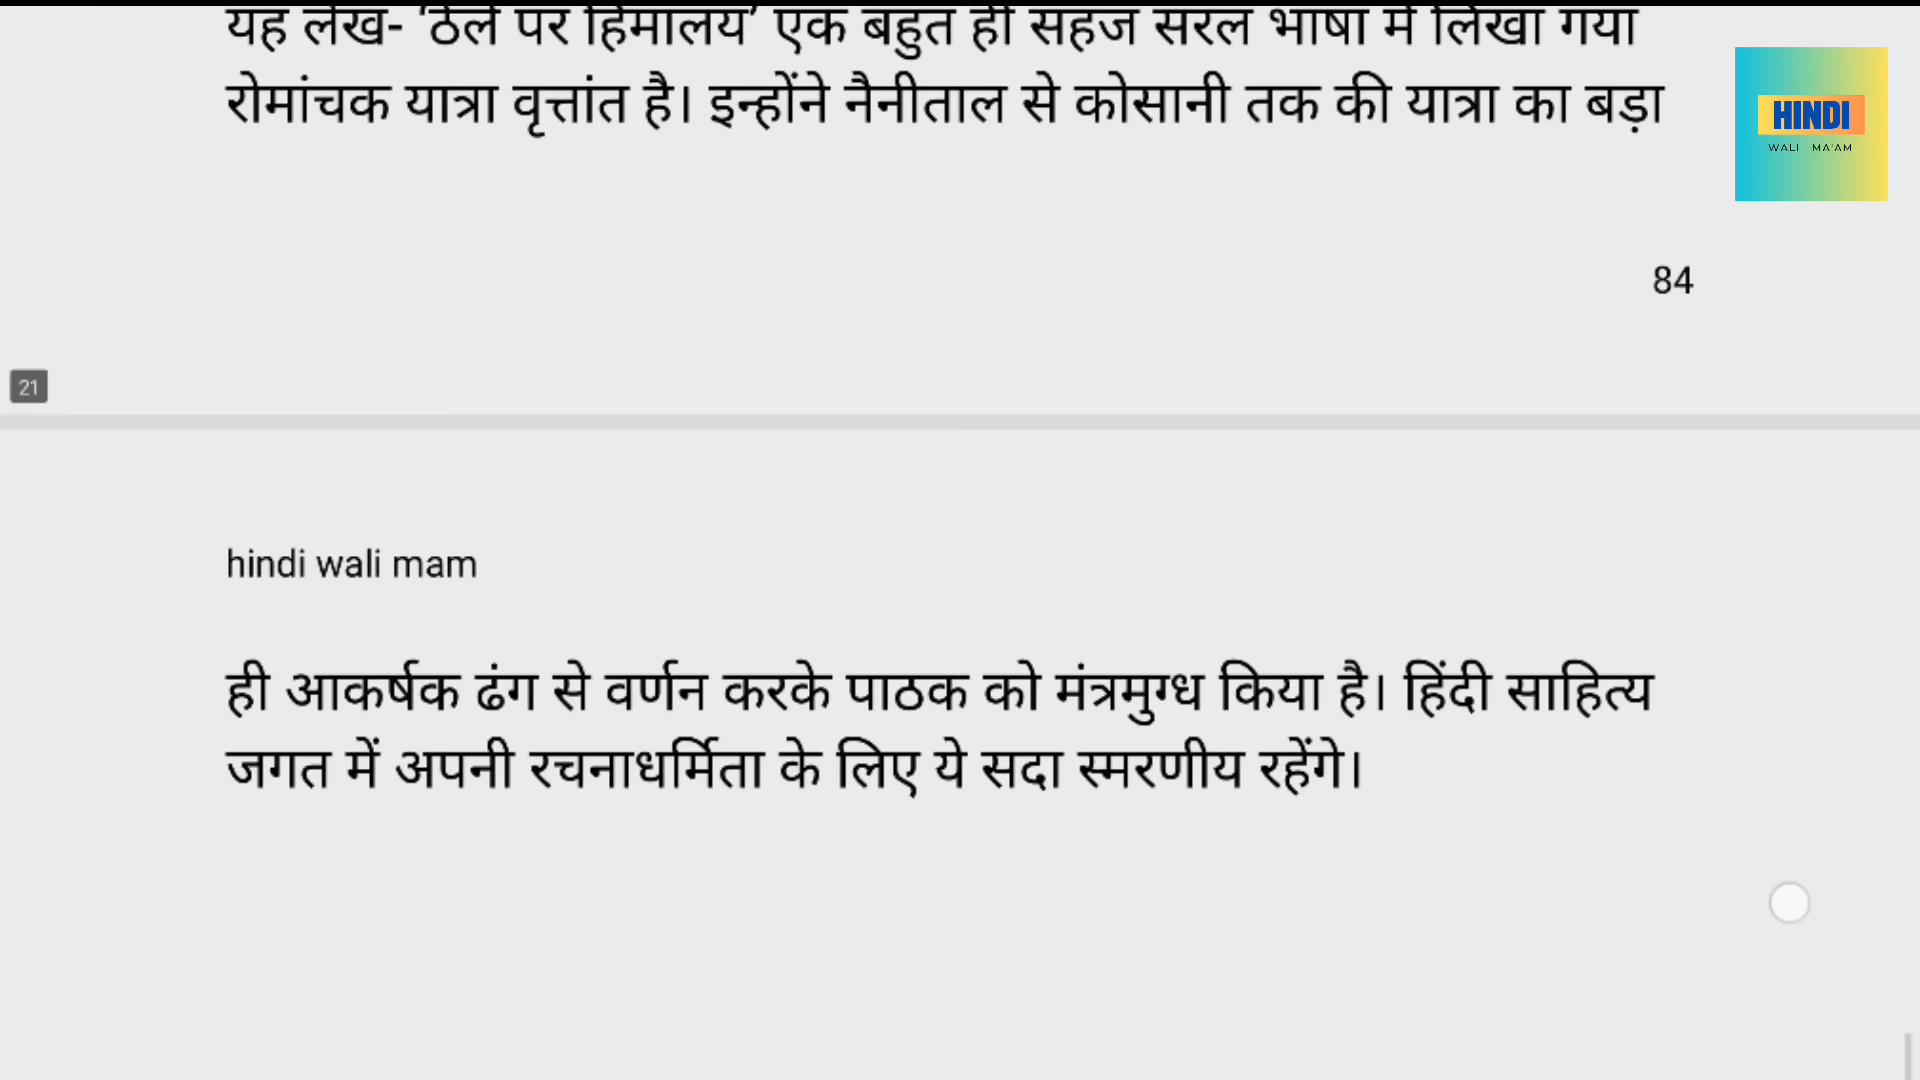 यह लेख- 'ठेले पर हिमालय' एक बहुत ही सहज सरल भाषा में लिखा गया
रोमांचक यात्रा वृत्तांत है। इन्होंने नैनीताल से कोसानी तक की यात्रा का बड़ा
HINDI
WALI MA'AM
84
21
hindi wali mam
ही आकर्षक ढंग से वर्णन करके पाठक को मंत्रमुग्ध किया है। हिंदी साहित्य
जगत में अपनी रचनाधर्मिता के लिए ये सदा स्मरणीय रहेंगे।